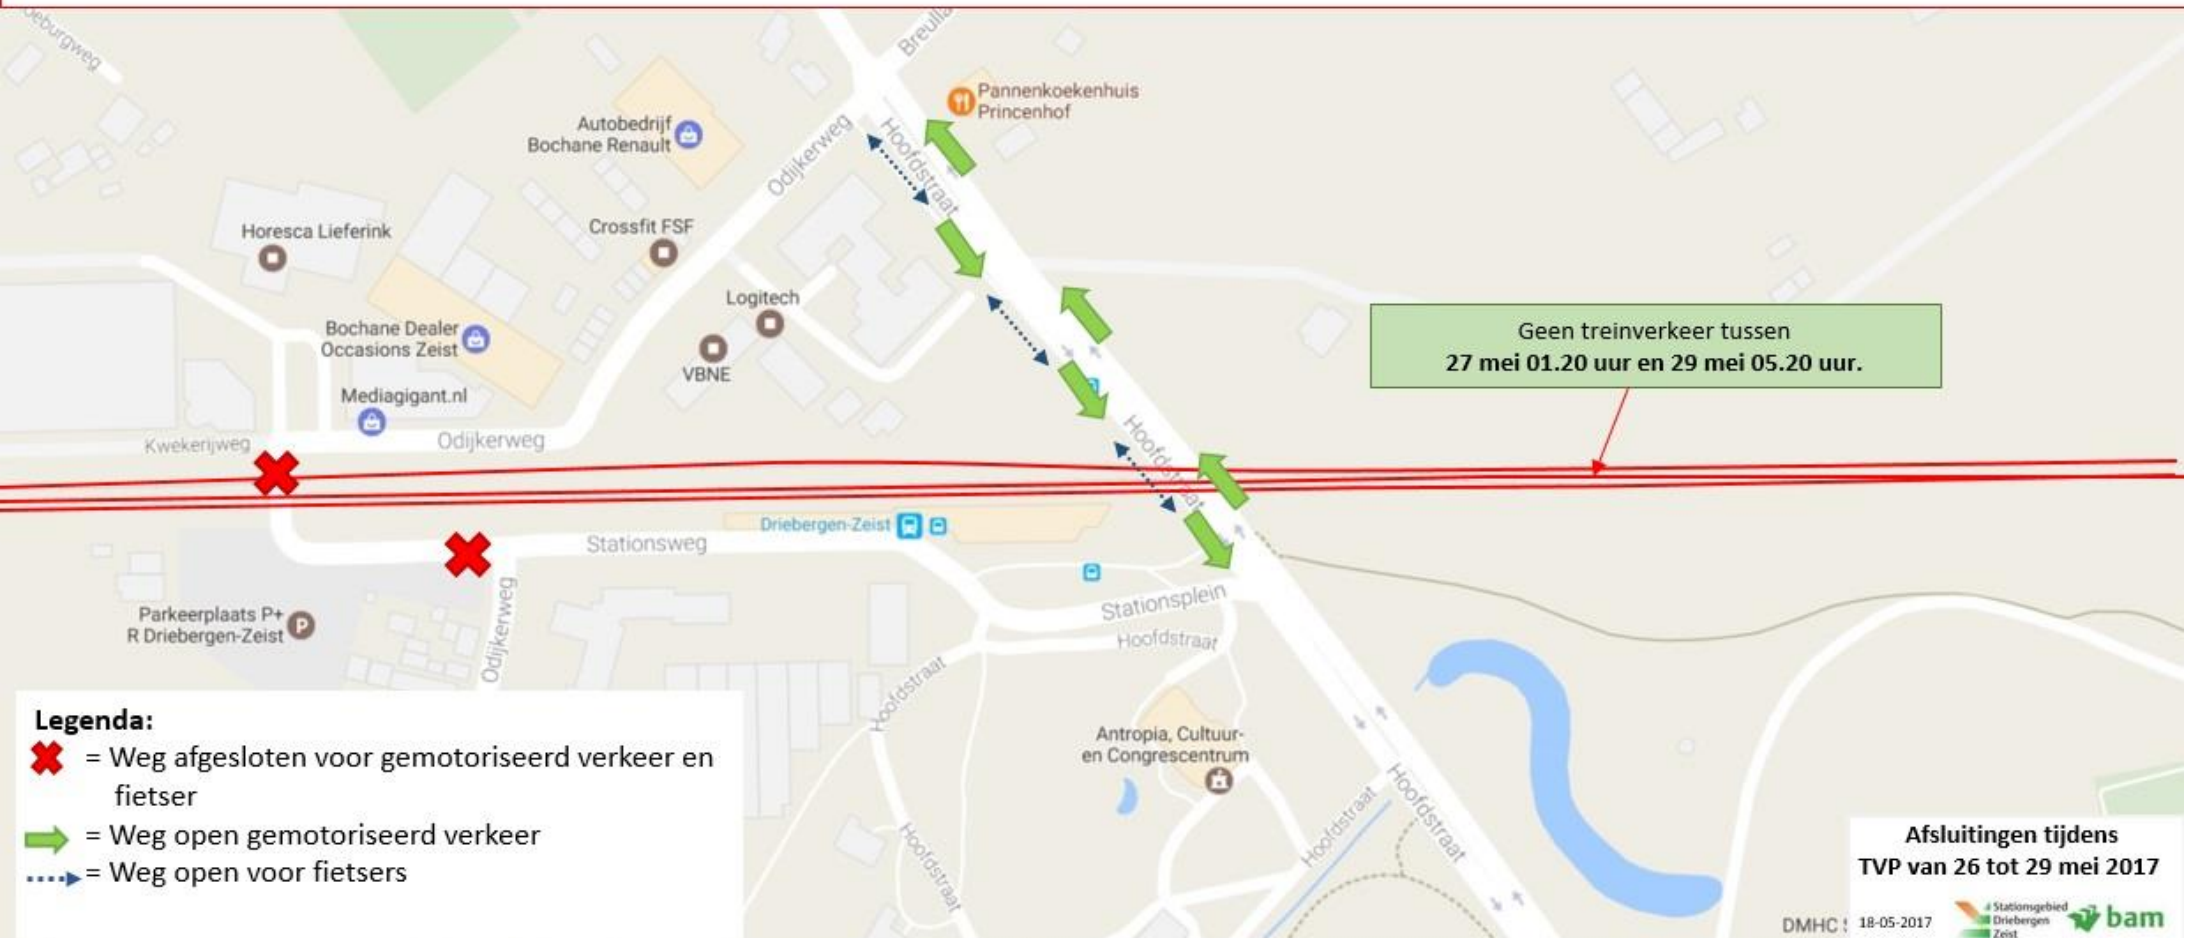 Breulla
Pannenkoekenhuis
Princenhof
Autobedrijf
Bochane Renault
Odijkerweg
Hoofdstraat
Horesca Lieferink
Crossfit FSF
Logitech
VBNE
Bochane Dealer
Occasions Zeist
Mediagigant.nl
Kwekerijweg
Odijkerweg
Geen treinverkeer tussen
27 mei 01.20 uur en 29 mei 05.20 uur.
Hoofdstraat
Driebergen-Zeist
Stationsweg
Stationsplein
Hoofdstraat
Parkeerplaats P+
R Driebergen-Zeist
P
Odijkerweg
Hoofdstraat
Antropia, Cultuur-
en Congrescentrum
Hoofdstraat
Hoofdstraat
Hoofdstraat
Legenda:
= Weg afgesloten voor gemotoriseerd verkeer en
fietser
= Weg open gemotoriseerd verkeer
= Weg open voor fietsers
Afsluitingen tijdens
TVP van 26 tot 29 mei 2017
DMHC
18-05-2017
Stationsgebied
Driebergen
Zeist
bam